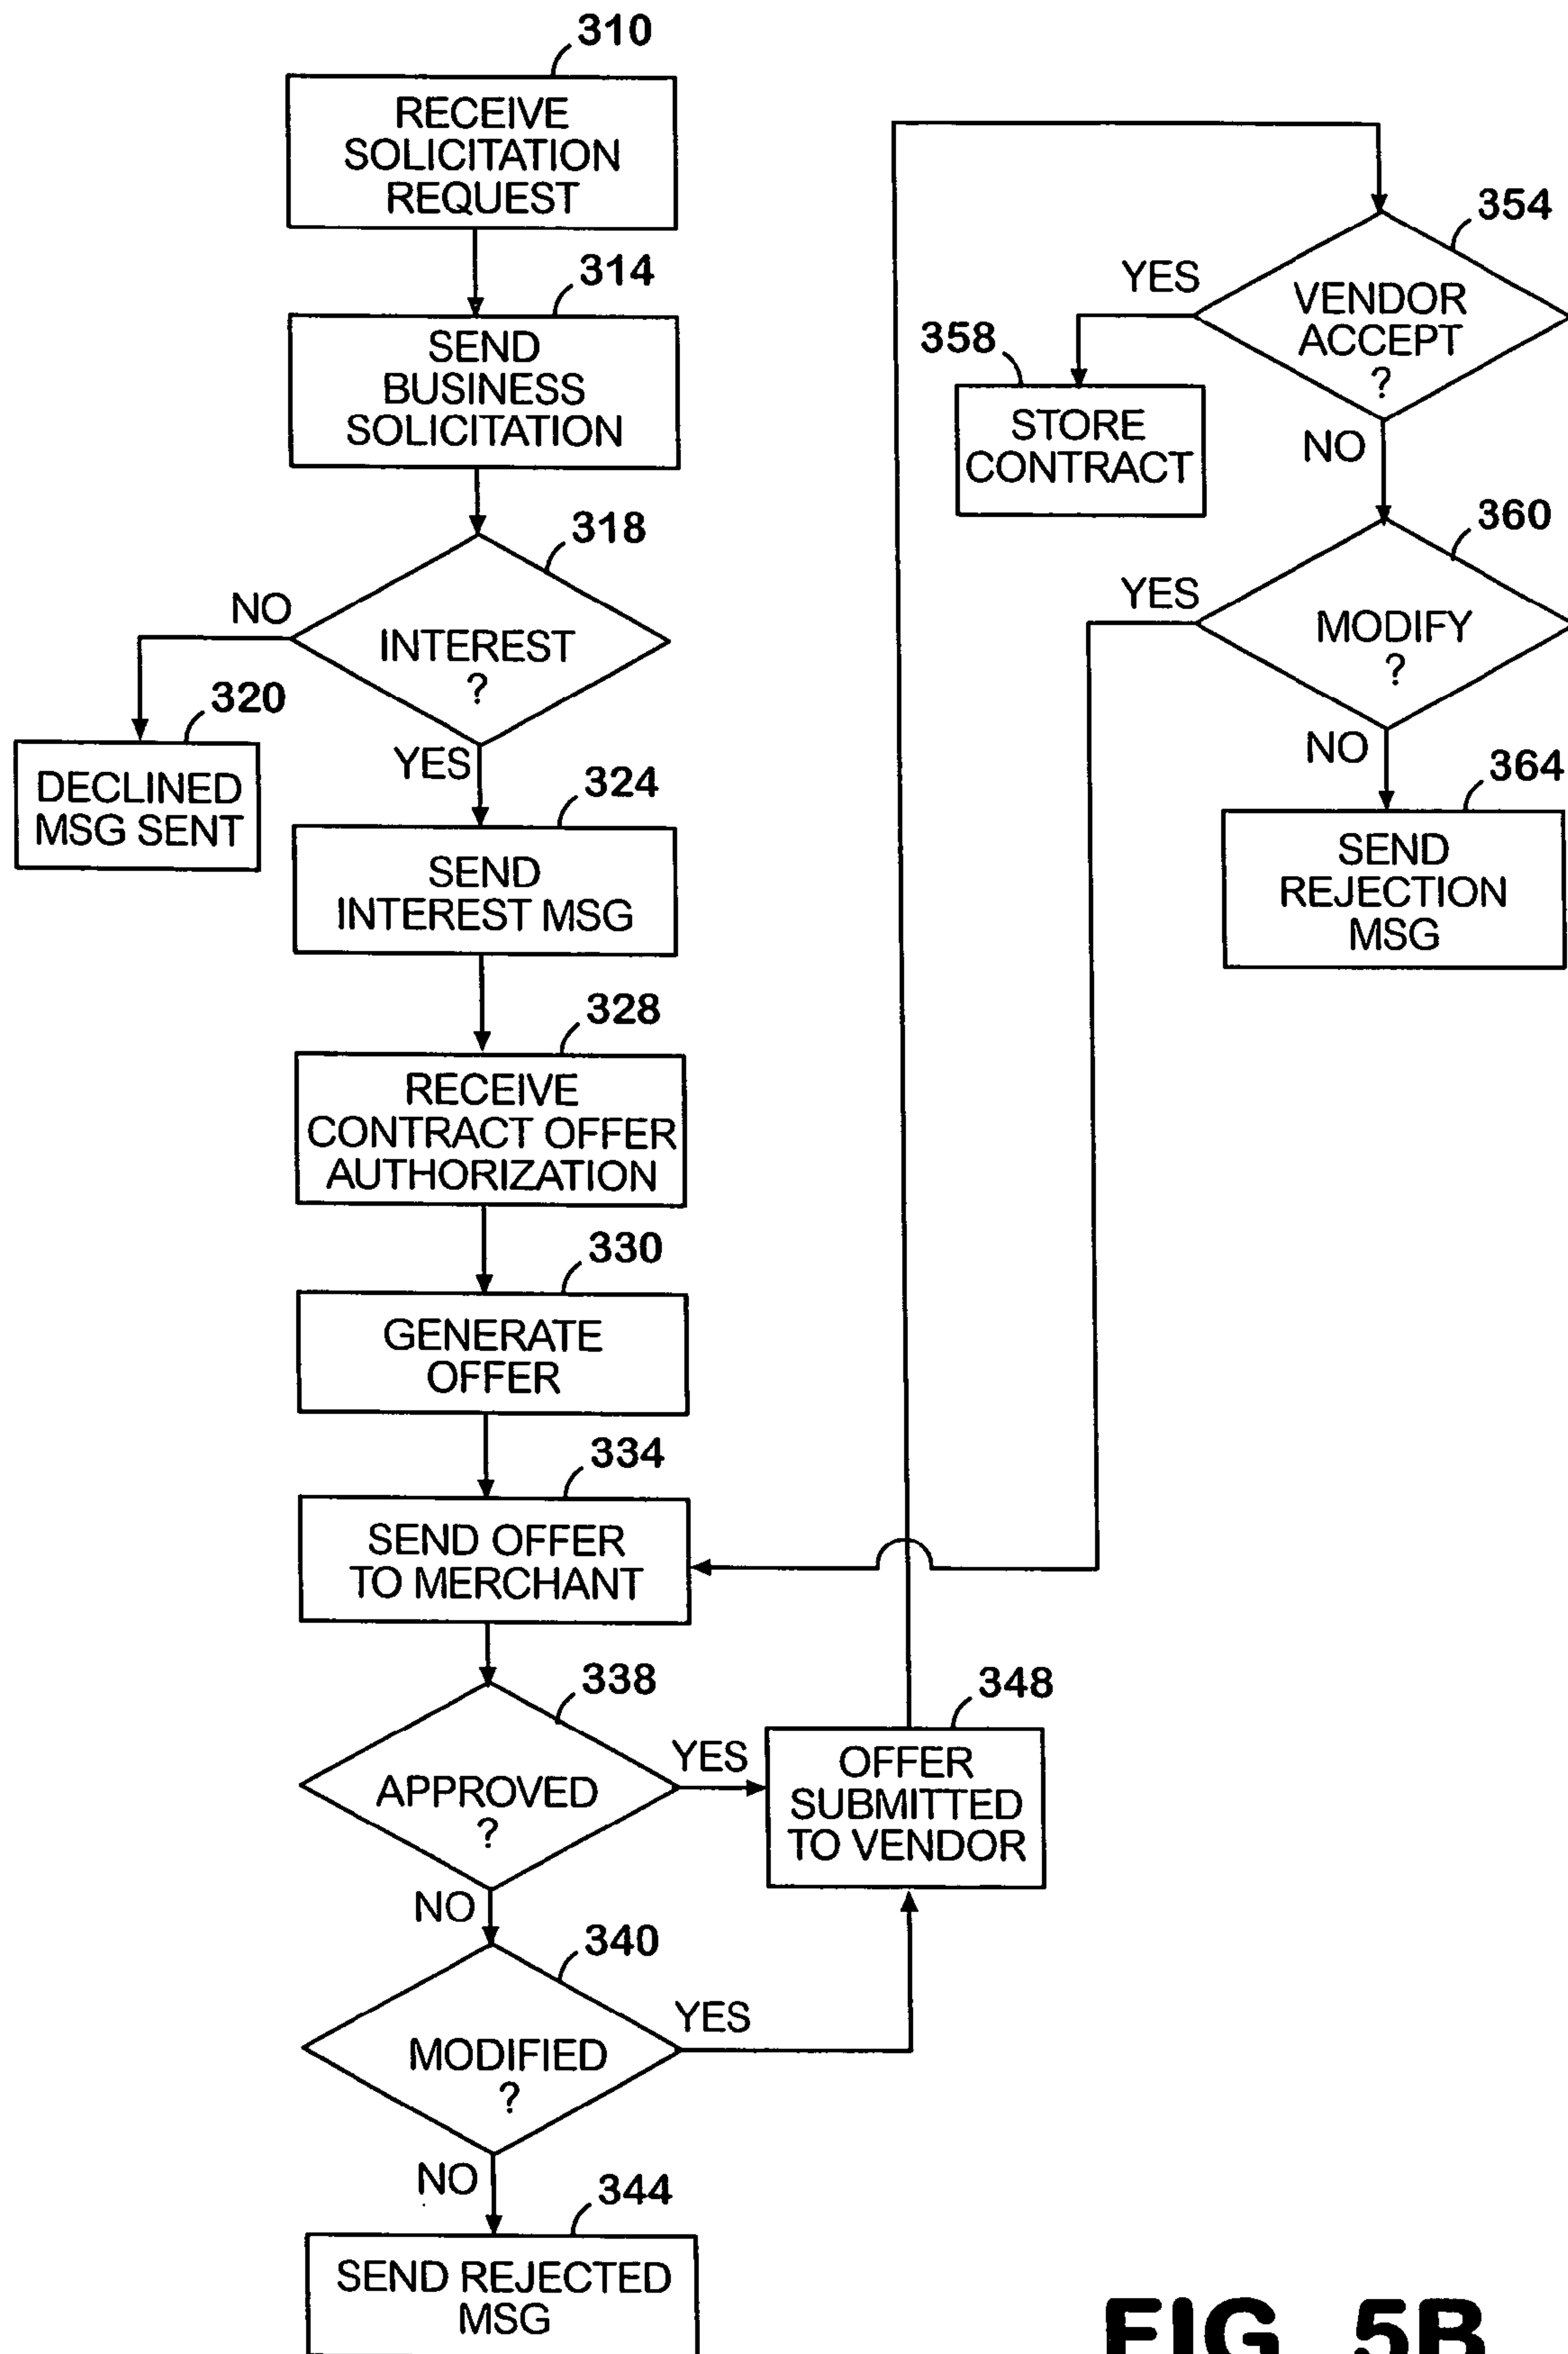 310
RECEIVE
SOLICITATION
REQUEST
314
SEND
BUSINESS
SOLICITATION
318
INTEREST
?
NO
320
DECLINED
MSG SENT
YES
324
SEND
INTEREST MSG
328
RECEIVE
CONTRACT OFFER
AUTHORIZATION
330
GENERATE
OFFER
334
SEND OFFER
TO MERCHANT
338
APPROVED
?
YES
348
OFFER
SUBMITTED
TO VENDOR
NO
340
MODIFIED
?
YES
NO
344
SEND REJECTED
MSG
354
VENDOR
ACCEPT
?
YES
358
STORE
CONTRACT
NO
360
MODIFY
?
YES
NO
364
SEND
REJECTION
MSG
FIG. 5B